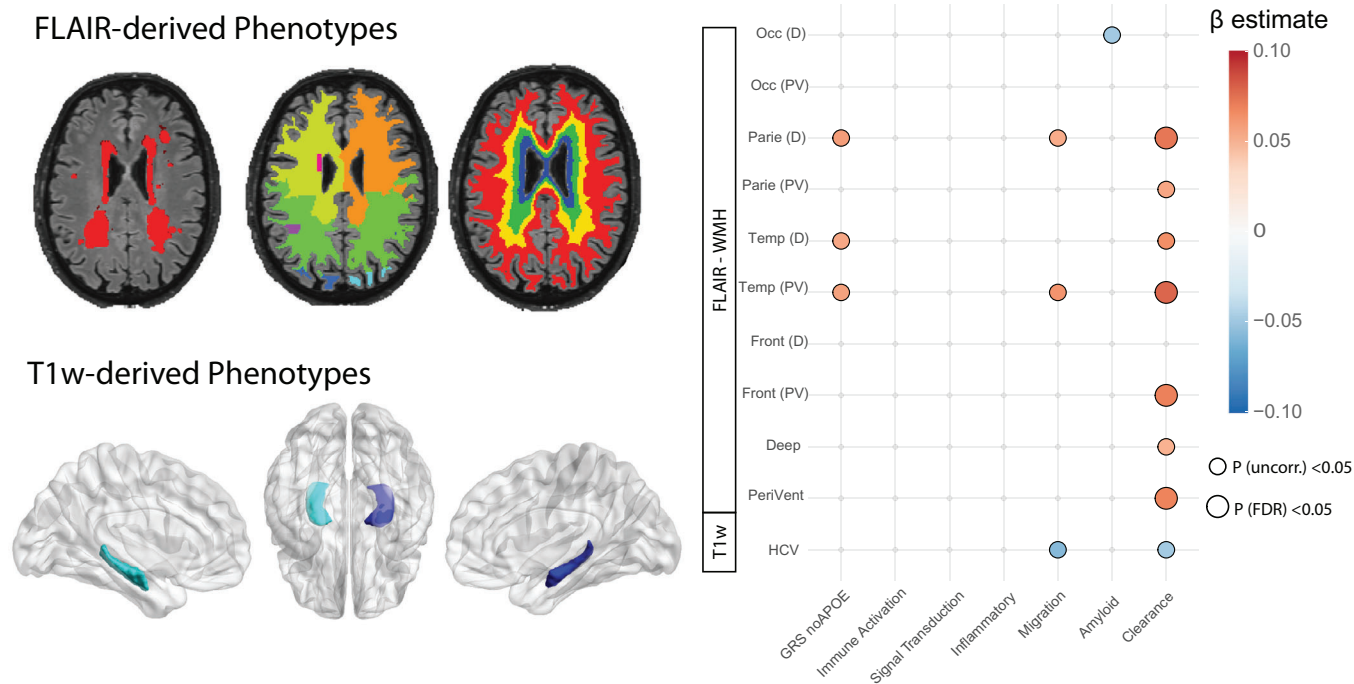 FLAIR-derived Phenotypes
T1w-derived Phenotypes
FLAIR - WMH
T1w
Occ (D)
Occ (PV)
Parie (D)
Parie (PV)
Temp (D)
Temp (PV)
Front (D)
Front (PV)
Deep
PeriVent
HCV
GRS noAPOE
Immune Activation
Signal Transduction
Inflammatory
Migration
Amyloid
Clearance
β estimate
0.10
0.05
0
−0.05
−0.10
P (uncorr.) <0.05
P (FDR) <0.05